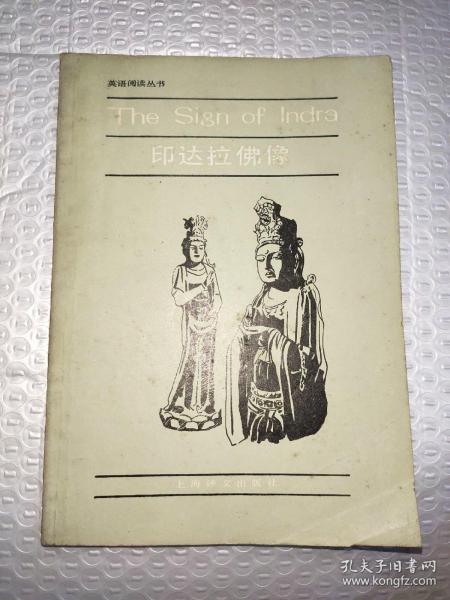 英语阅读丛书
The Sign of Indra
印达拉佛像
上海译文出版社
孔夫子旧书网
www.kongfz.com